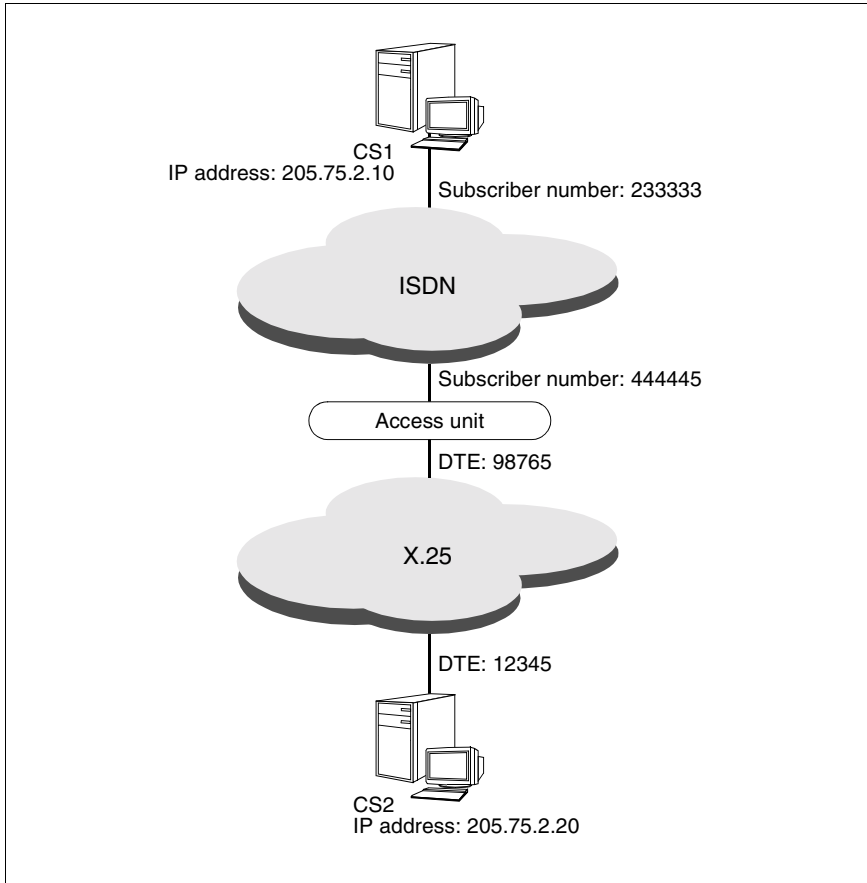 CS1
IP address: 205.75.2.10
Subscriber number: 233333
ISDN
Subscriber number: 444445
Access unit
DTE: 98765
X.25
DTE: 12345
CS2
IP address: 205.75.2.20